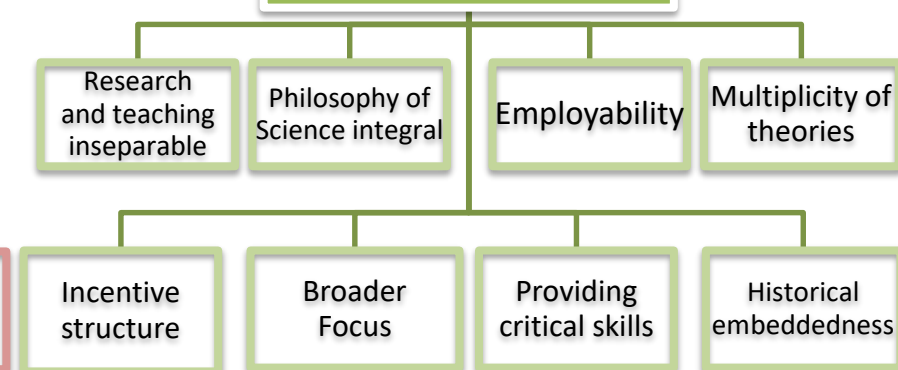 Research
and teaching
inseparable
Philosophy of
Science integral
Employability
Multiplicity of
theories
Incentive
structure
Broader
Focus
Providing
critical skills
Historical
embeddedness